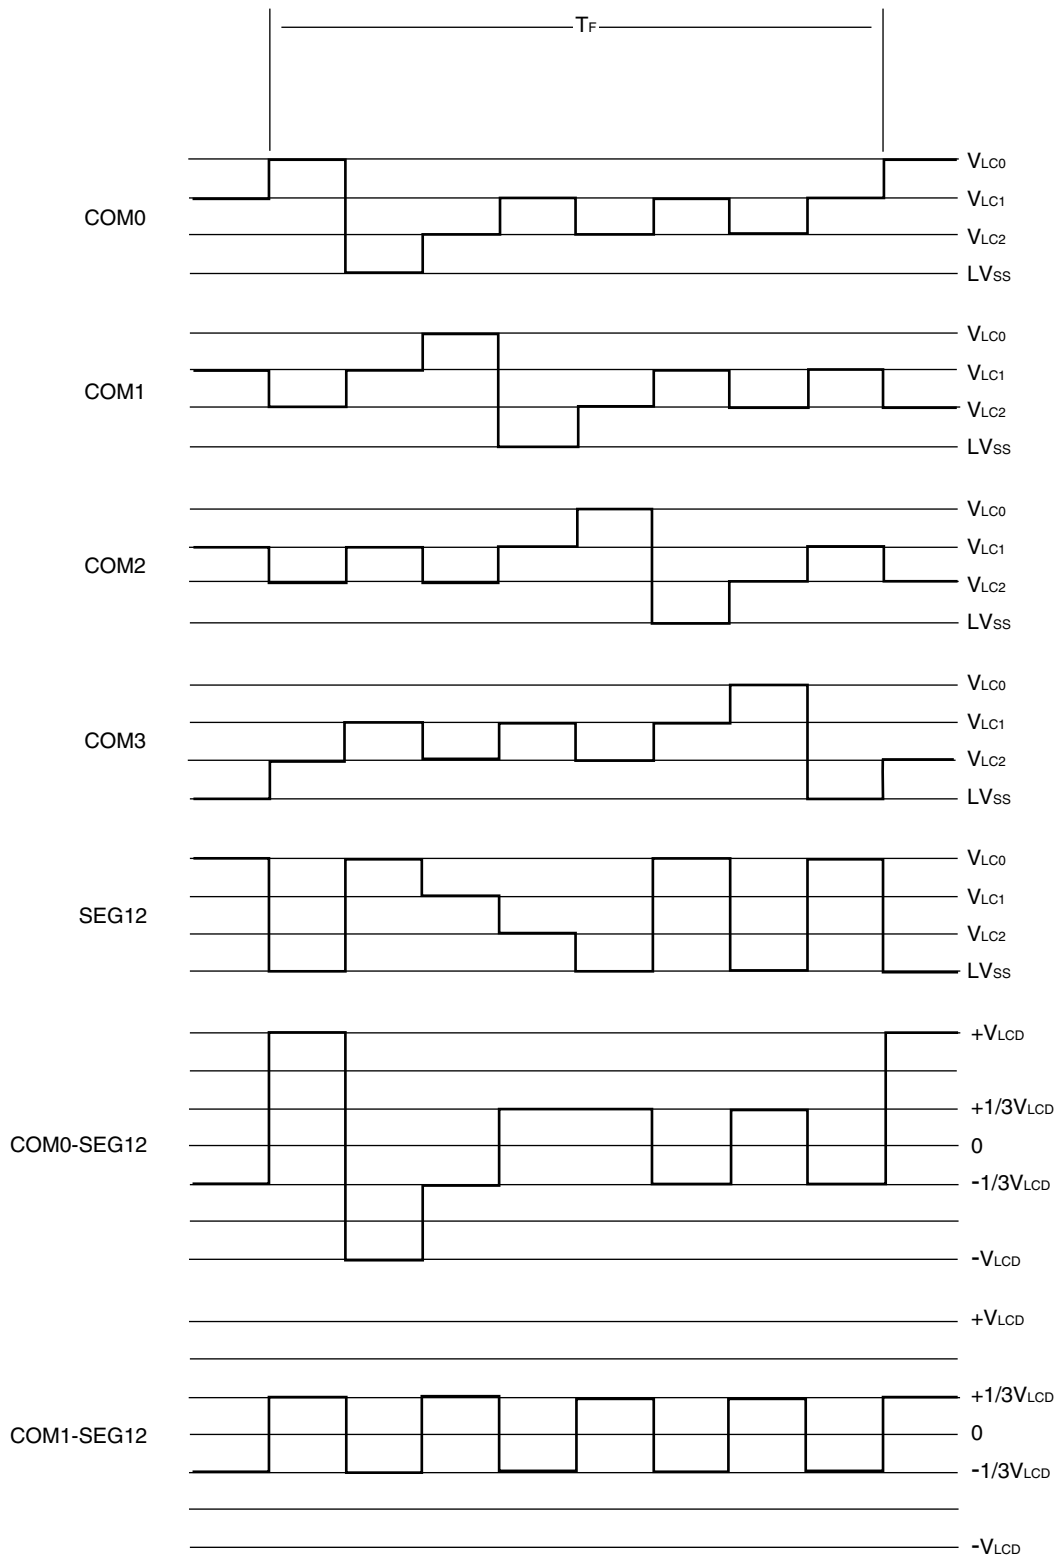 TF
COM0
VLC0
VLC1
VLC2
LVSS
COM1
VLC0
VLC1
VLC2
LVSS
COM2
VLC0
VLC1
VLC2
LVSS
COM3
VLC0
VLC1
VLC2
LVSS
SEG12
VLC0
VLC1
VLC2
LVSS
COM0-SEG12
+VLCD
+1/3VLCD
0
-1/3VLCD
-VLCD
COM1-SEG12
+VLCD
+1/3VLCD
0
-1/3VLCD
-VLCD